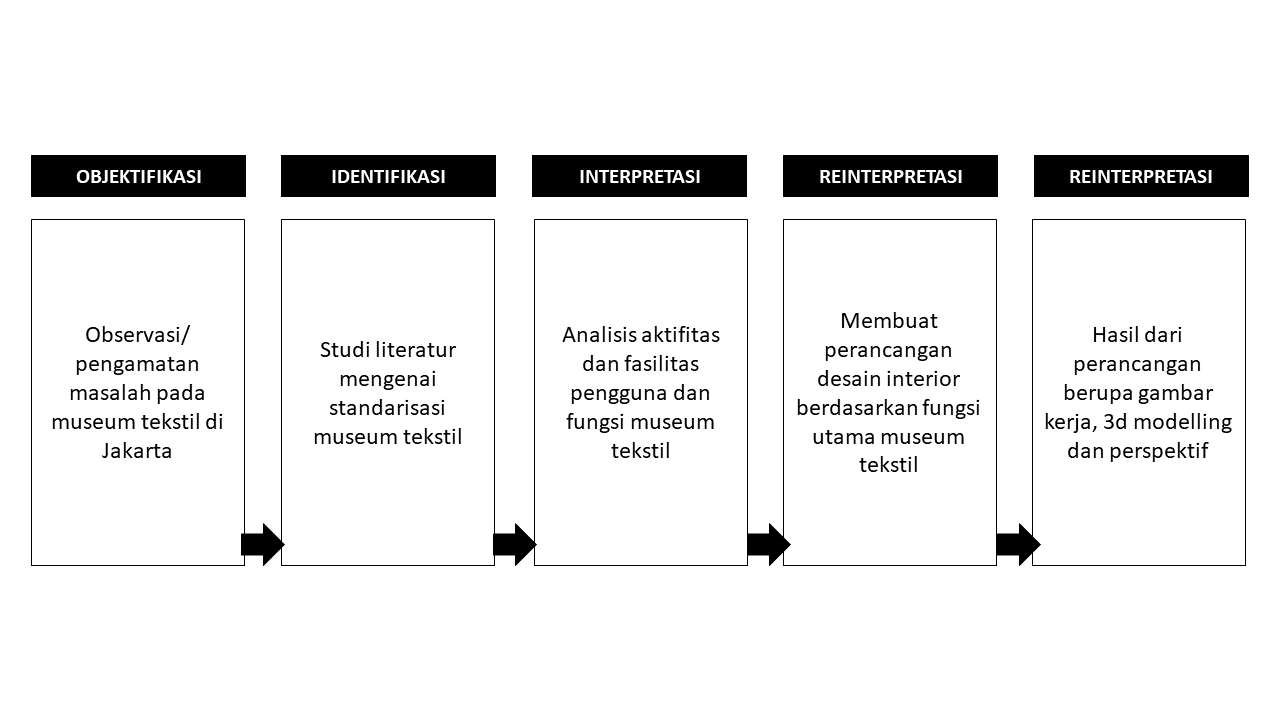 OBJEKTIFIKASI
IDENTIFIKASI
INTERPRETASI
REINTERPRETASI
REINTERPRETASI
Observasi/
pengamatan
masalah pada
museum tekstil di
Jakarta
Studi literatur
mengenai
standarisasi
museum tekstil
Analisis aktifitas
dan fasilitas
pengguna dan
fungsi museum
tekstil
Membuat
perancangan
desain interior
berdasarkan fungsi
utama museum
tekstil
Hasil dari
perancangan
berupa gambar
kerja, 3d modelling
dan perspektif